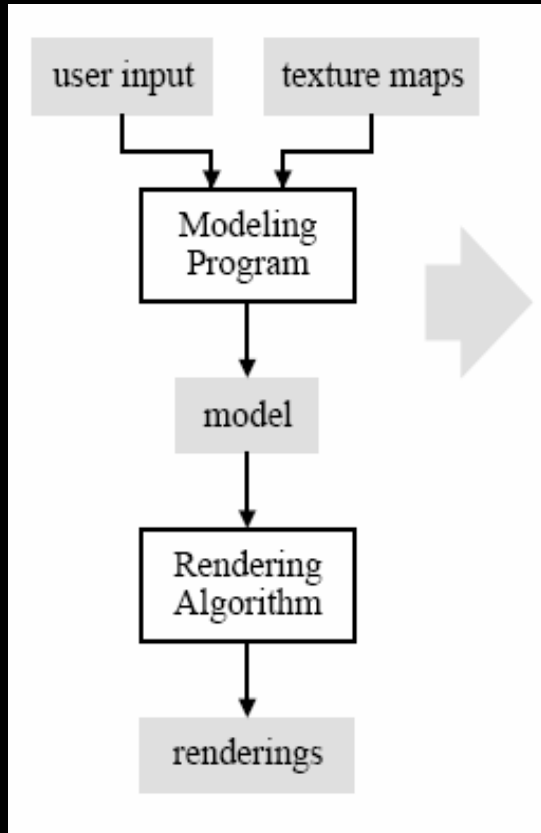 user input
texture maps
Modeling
Program
model
Rendering
Algorithm
renderings